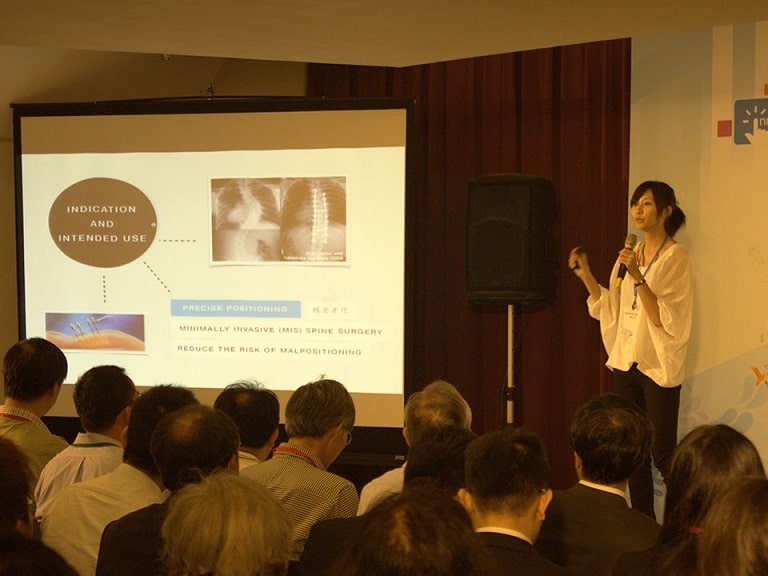 INDICATION
AND
INTENDED USE
PRECISE POSITIONING
MINIMALLY INVASIVE (MIS) SPINE SURGERY
REDUCE THE RISK OF MALPOSITIONING